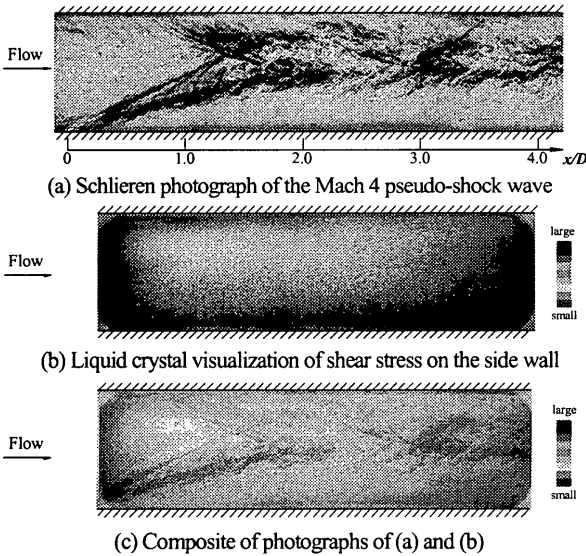 Flow
0 1.0 2.0 3.0 4.0 x/D
(a) Schlieren photograph of the Mach 4 pseudo-shock wave
Flow
large
small
(b) Liquid crystal visualization of shear stress on the side wall
Flow
large
small
(c) Composite of photographs of (a) and (b)